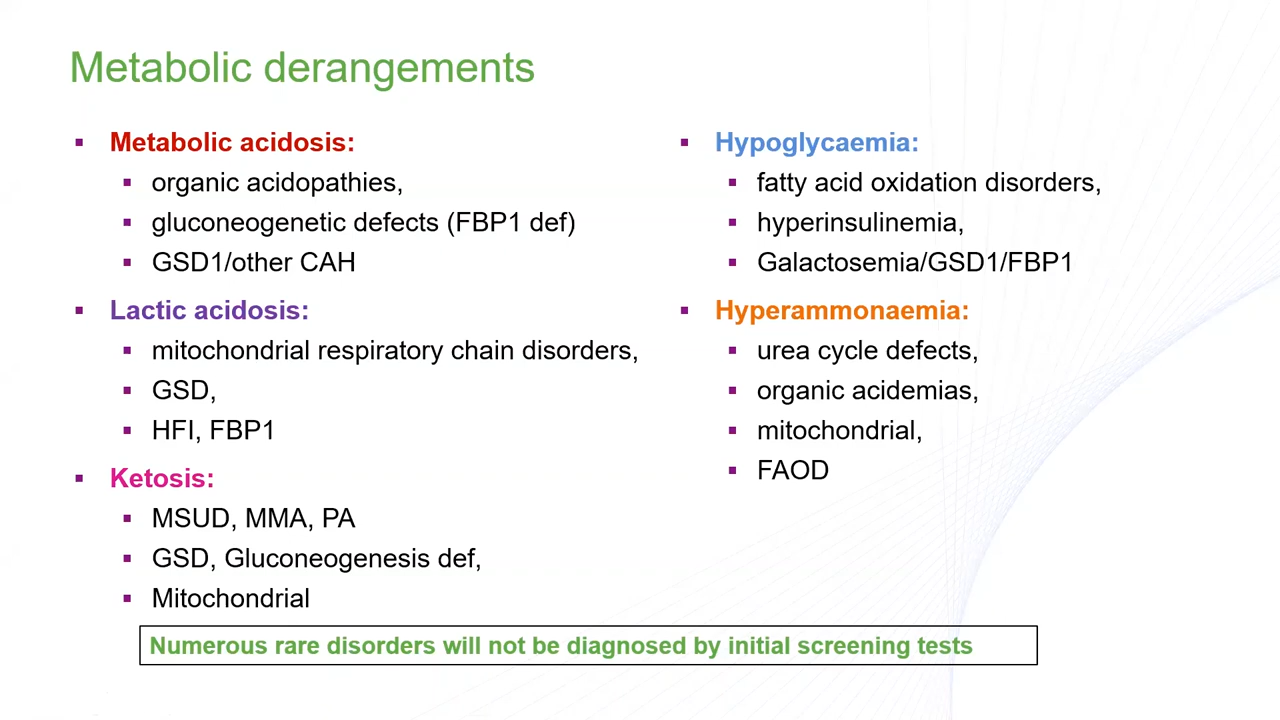 Metabolic derangements
Metabolic acidosis:
organic acidopathies,
gluconeogenetic defects (FBP1 def)
GSD1/other CAH
Lactic acidosis:
mitochondrial respiratory chain disorders,
GSD,
HFI, FBP1
Ketosis:
MSUD, MMA, PA
GSD, Gluconeogenesis def,
Mitochondrial
Hypoglycaemia:
fatty acid oxidation disorders,
hyperinsulinemia,
Galactosemia/GSD1/FBP1
Hyperammonaemia:
urea cycle defects,
organic acidemias,
mitochondrial,
FAOD
Numerous rare disorders will not be diagnosed by initial screening tests